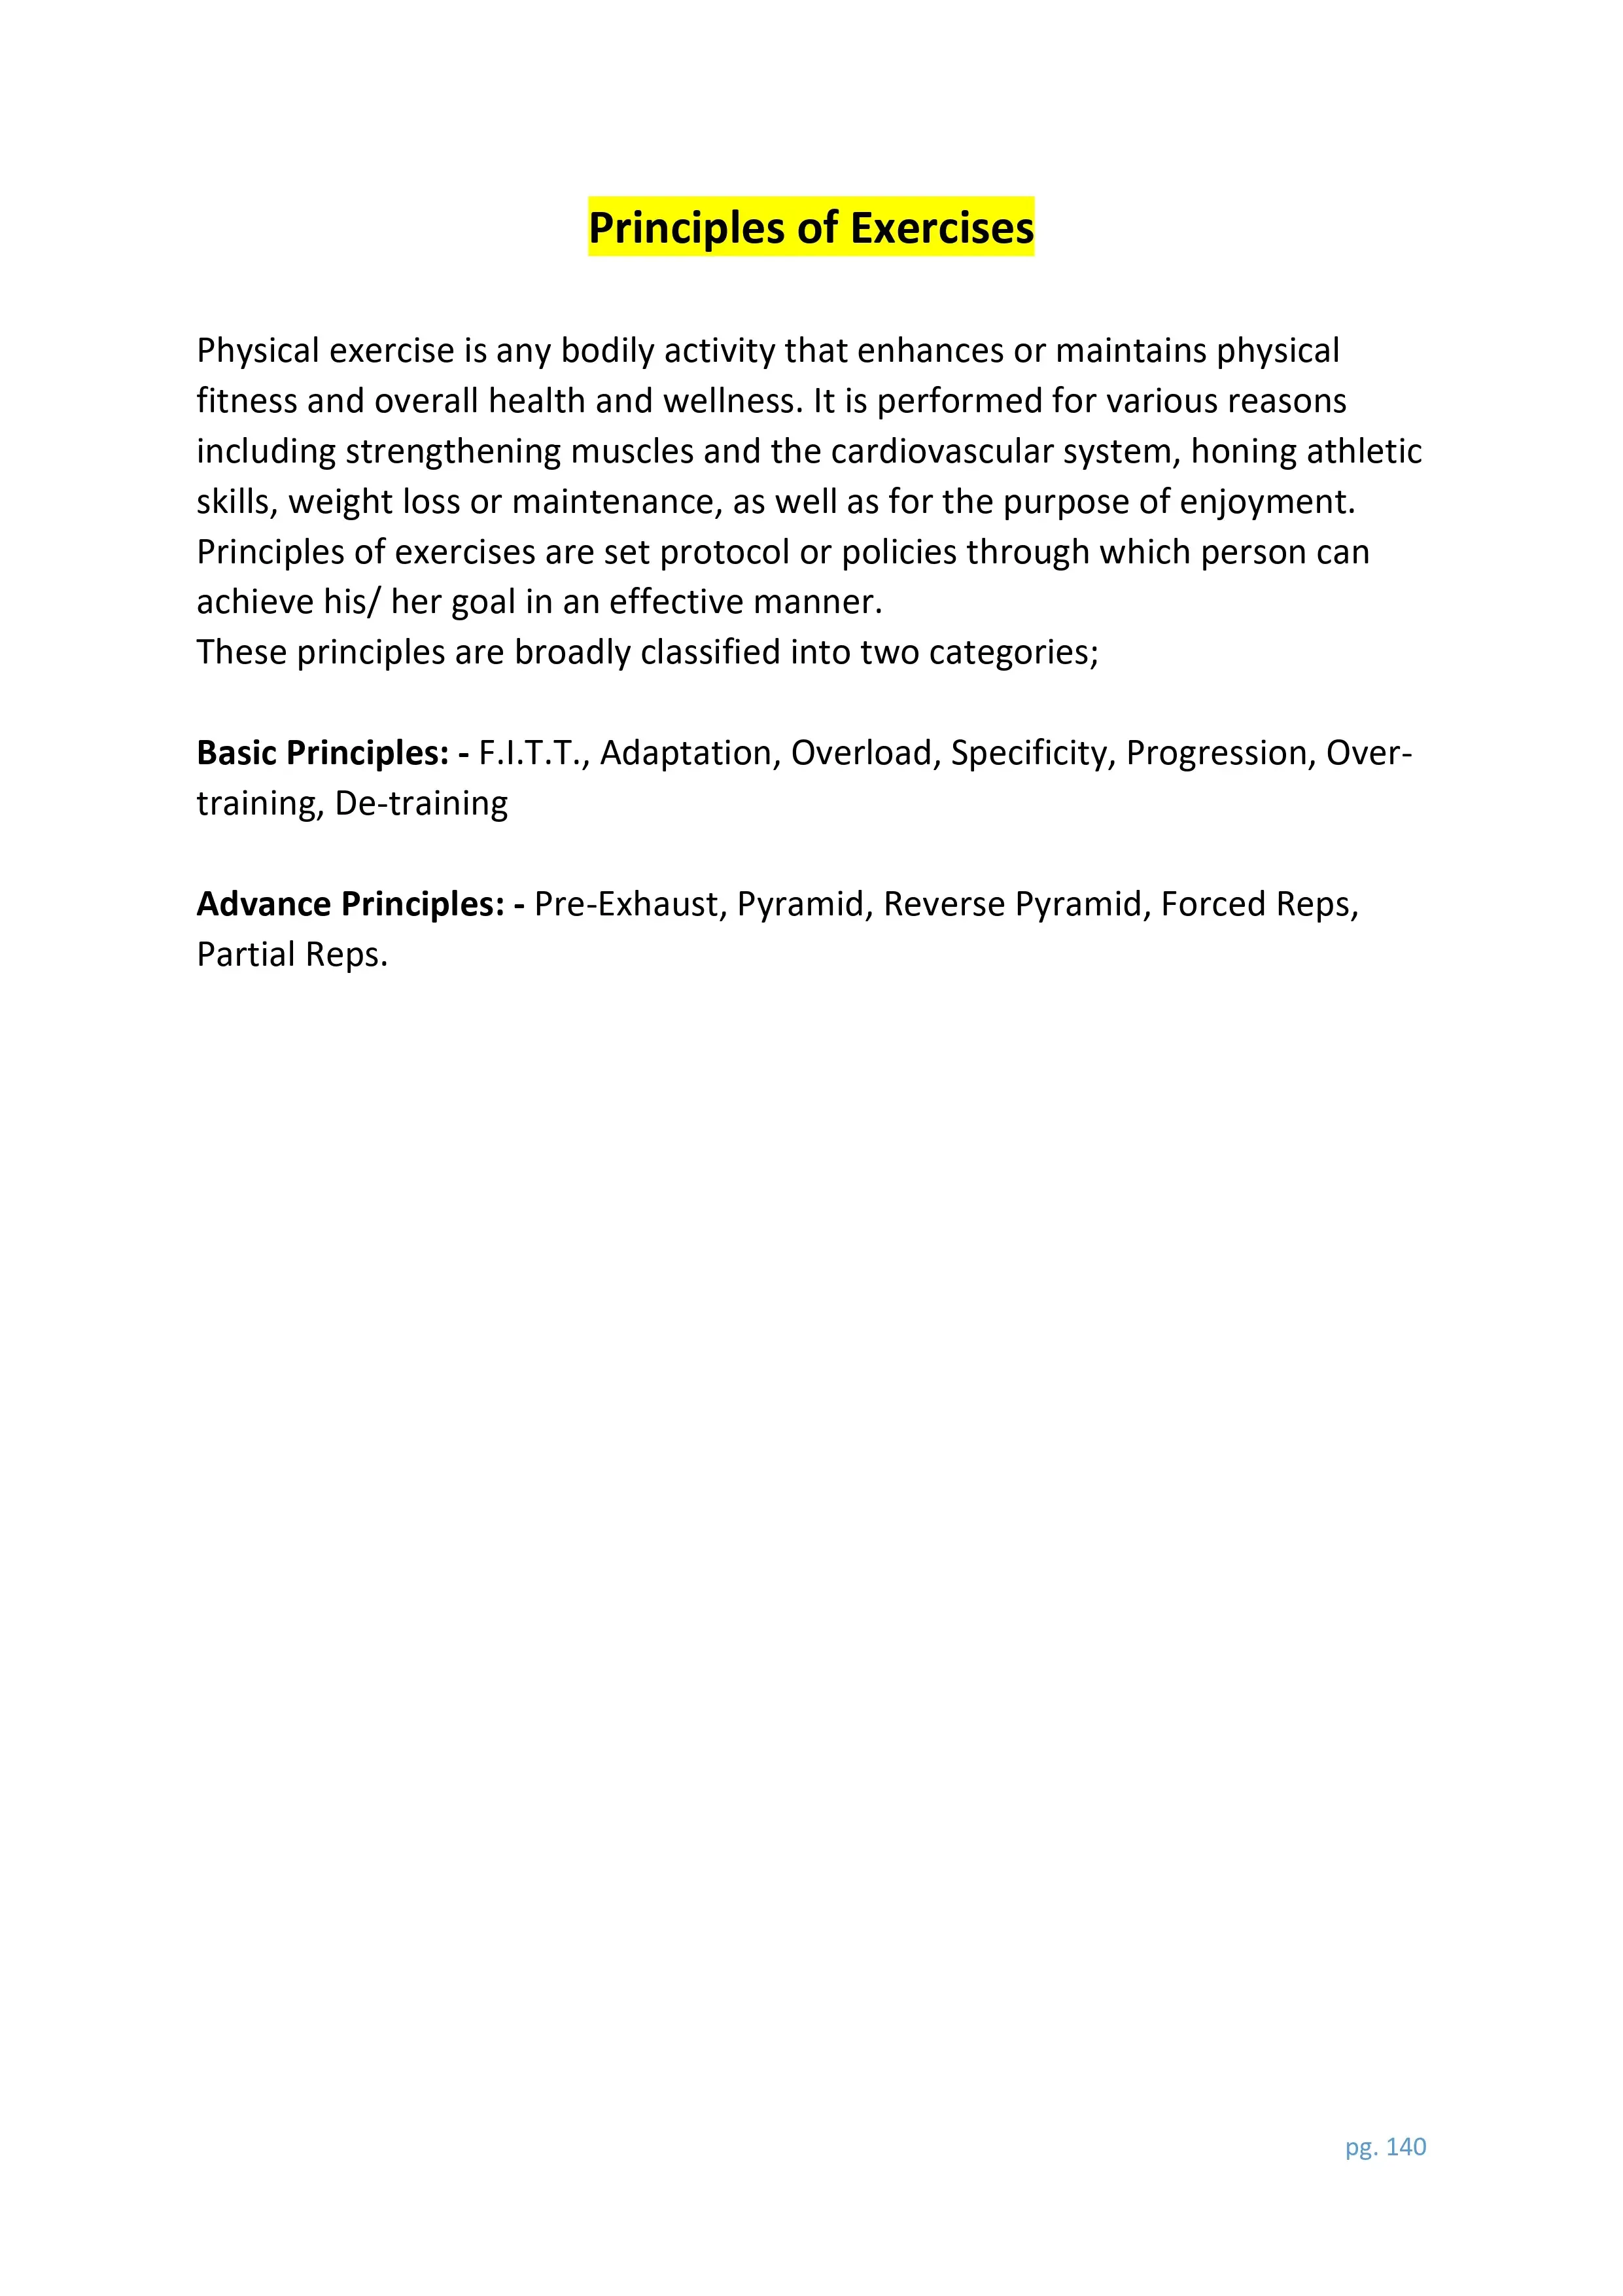 Principles of Exercises
Physical exercise is any bodily activity that enhances or maintains physical
fitness and overall health and wellness. It is performed for various reasons
including strengthening muscles and the cardiovascular system, honing athletic
skills, weight loss or maintenance, as well as for the purpose of enjoyment.
Principles of exercises are set protocol or policies through which person can
achieve his/ her goal in an effective manner.
These principles are broadly classified into two categories;
Basic Principles: - F.I.T.T., Adaptation, Overload, Specificity, Progression, Over-
training, De-training
Advance Principles: - Pre-Exhaust, Pyramid, Reverse Pyramid, Forced Reps,
Partial Reps.
pg. 140